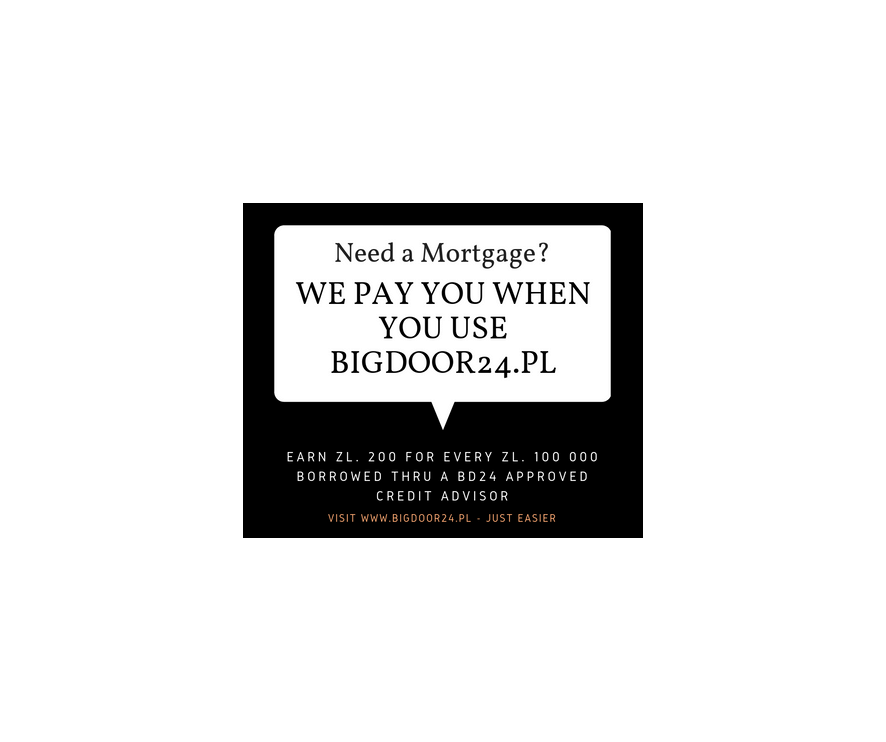 Need a Mortgage?
WE PAY YOU WHEN
YOU USE
BIGDOOR24.PL
EARN ZL. 200 FOR EVERY ZL. 100 000
BORROWED THRU A BD24 APPROVED
CREDIT ADVISOR
VISIT WWW.BIGDOOR24.PL - JUST EASIER